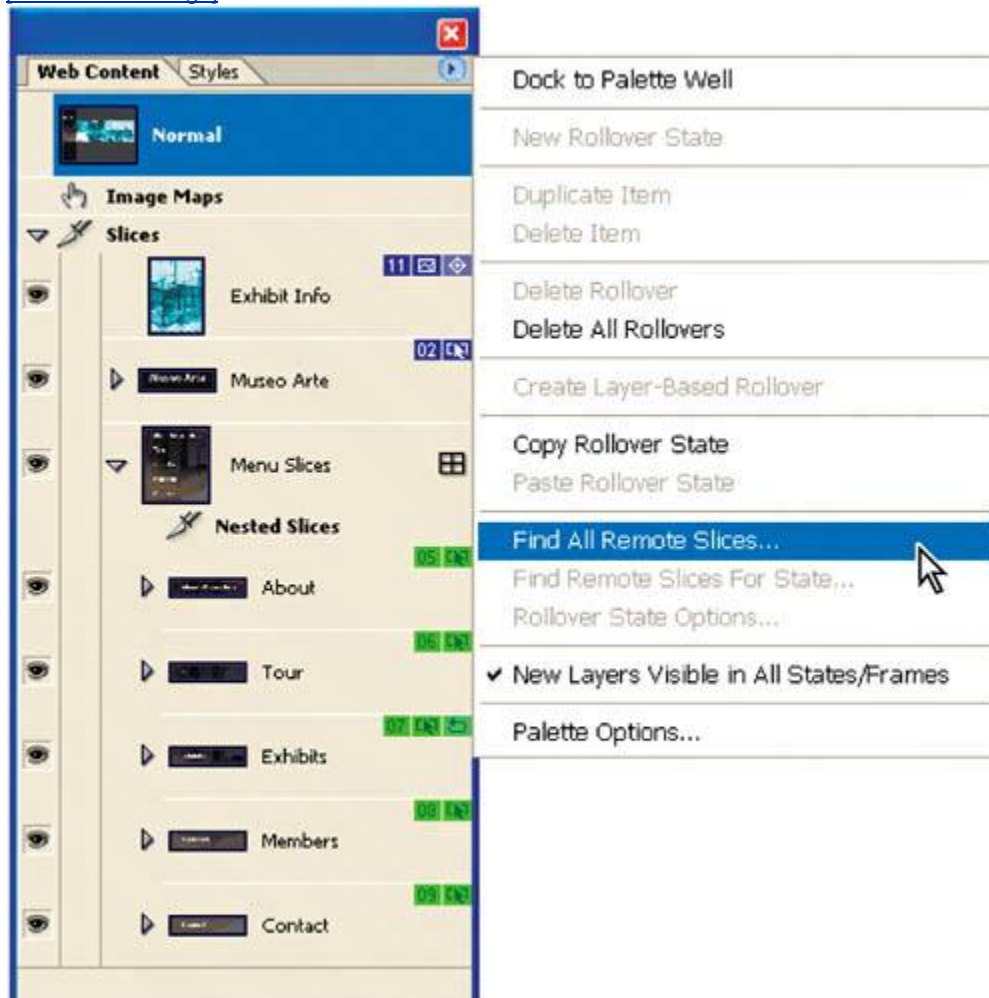 Web Content Styles
Normal
Image Maps
Slices
11
Exhibit Info
02
Museo Arte
Menu Slices
Nested Slices
05
About
06
Tour
07
Exhibits
08
Members
09
Contact
Dock to Palette Well
New Rollover State
Duplicate Item
Delete Item
Delete Rollover
Delete All Rollovers
Create Layer-Based Rollover
Copy Rollover State
Paste Rollover State
Find All Remote Slices...
Find Remote Slices For State...
Rollover State Options...
New Layers Visible in All States/Frames
Palette Options...